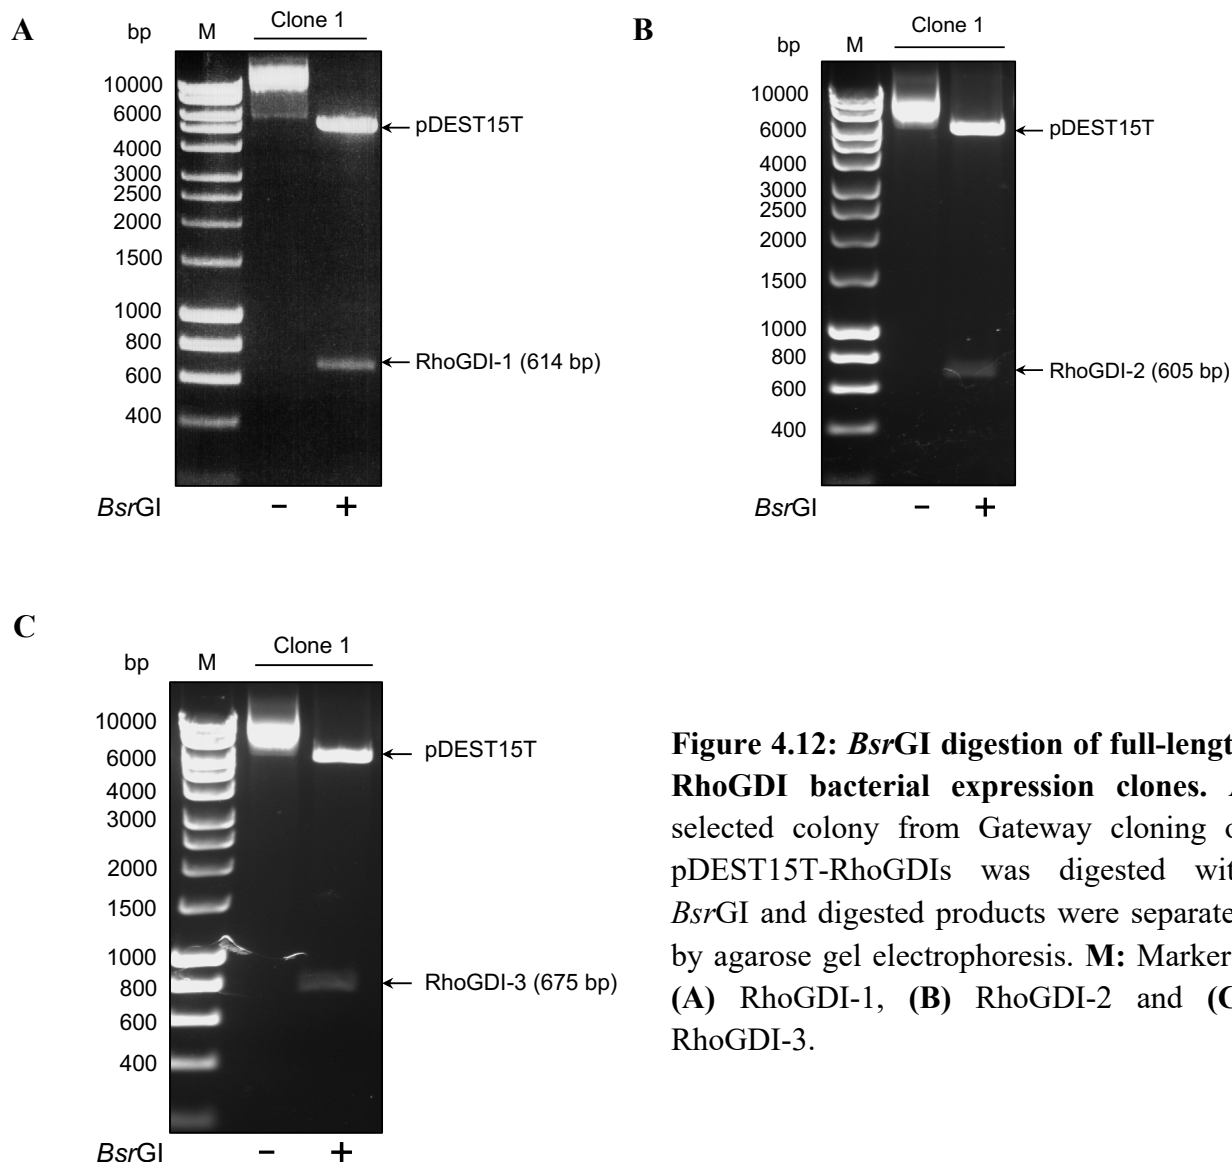 A
bp M Clone 1
10000
6000
4000
3000
2500
2000
1500
1000
800
600
400
pDEST15T
RhoGDI-1 (614 bp)
BsrGI − +
B
bp M Clone 1
10000
6000
4000
3000
2500
2000
1500
1000
800
600
400
pDEST15T
RhoGDI-2 (605 bp)
BsrGI − +
C
bp M Clone 1
10000
6000
4000
3000
2000
1500
1000
800
600
400
pDEST15T
RhoGDI-3 (675 bp)
BsrGI − +
Figure 4.12: BsrGI digestion of full-length
RhoGDI bacterial expression clones.
selected colony from Gateway cloning
pDEST15T-RhoGDIs was digested wit
BsrGI and digested products were separate
by agarose gel electrophoresis. M: Marker
(A) RhoGDI-1, (B) RhoGDI-2 and (C
RhoGDI-3.